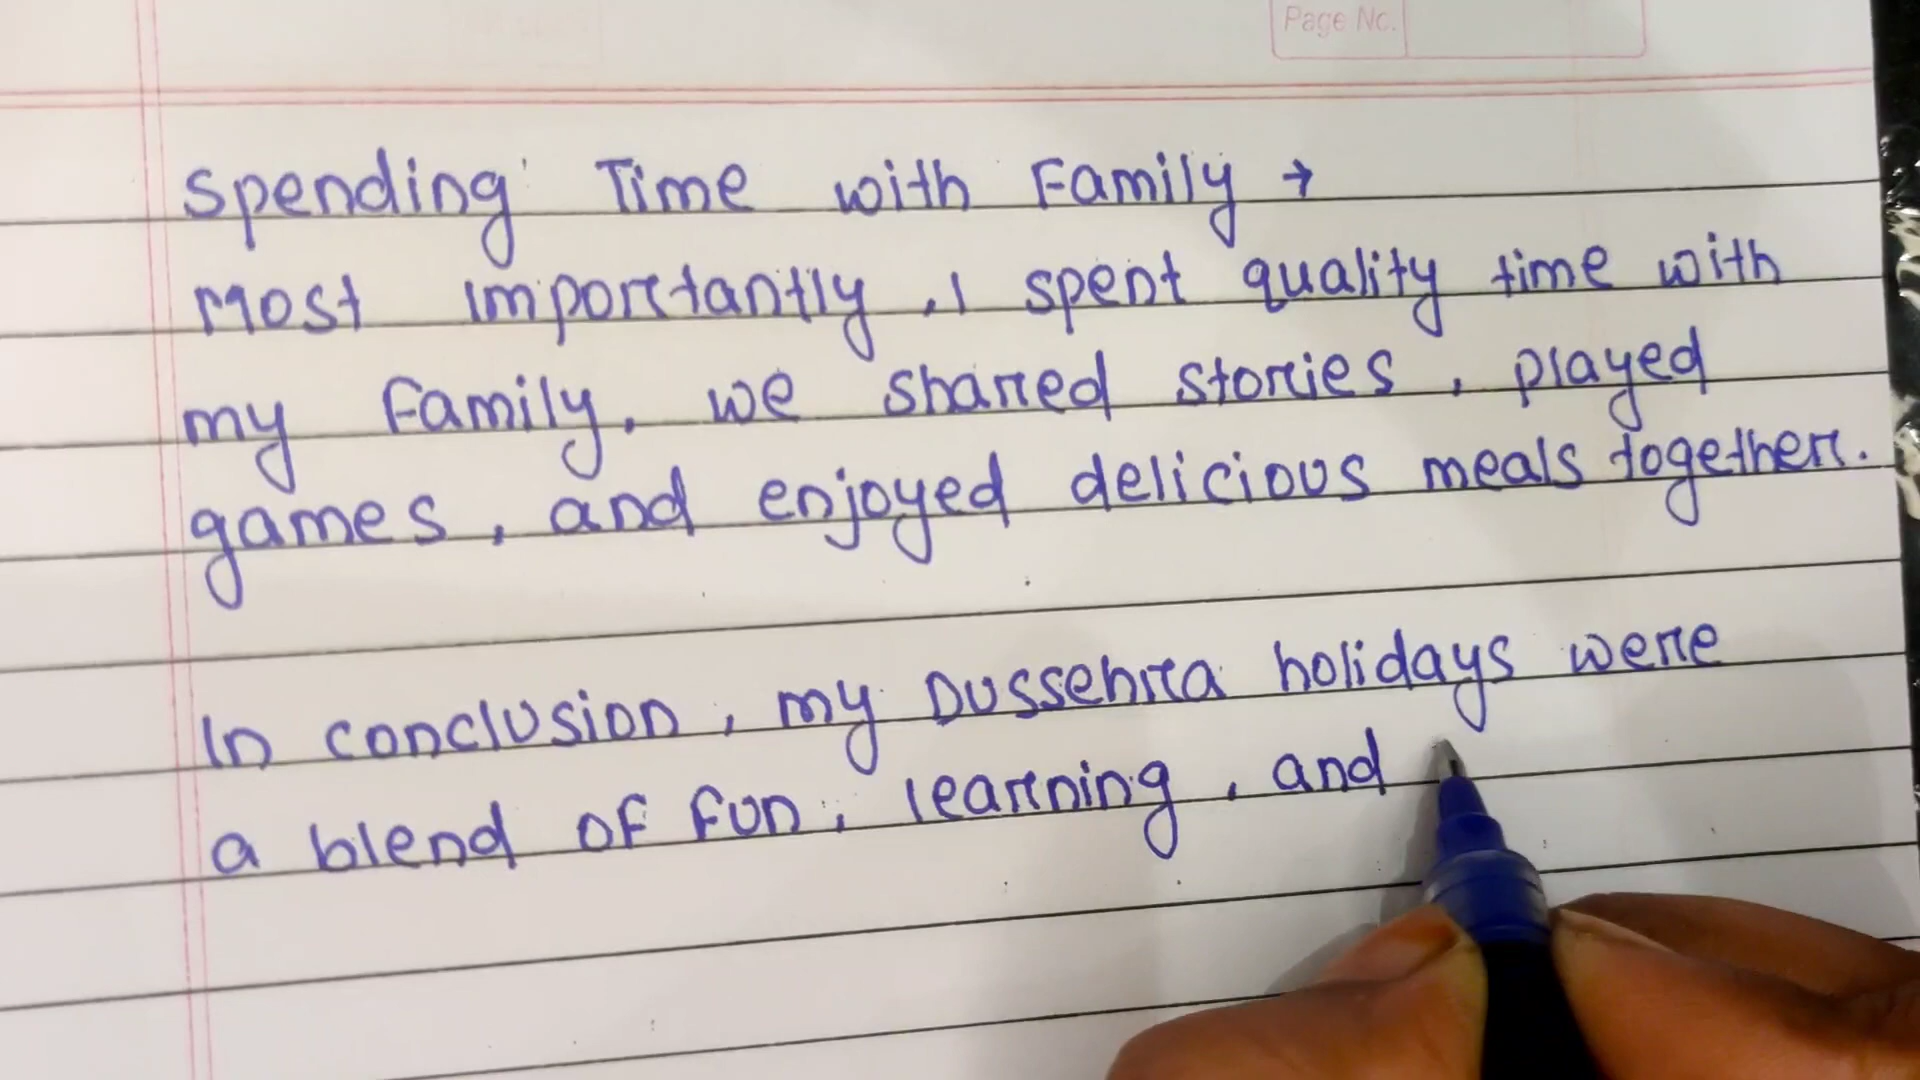 Page No.
Spending Time with Family →
Most importantly, I spent quality time with
my family. we shared stories, played
games, and enjoyed delicious meals together.
In conclusion, my Dussehra holidays were
a blend of fun, learning, and